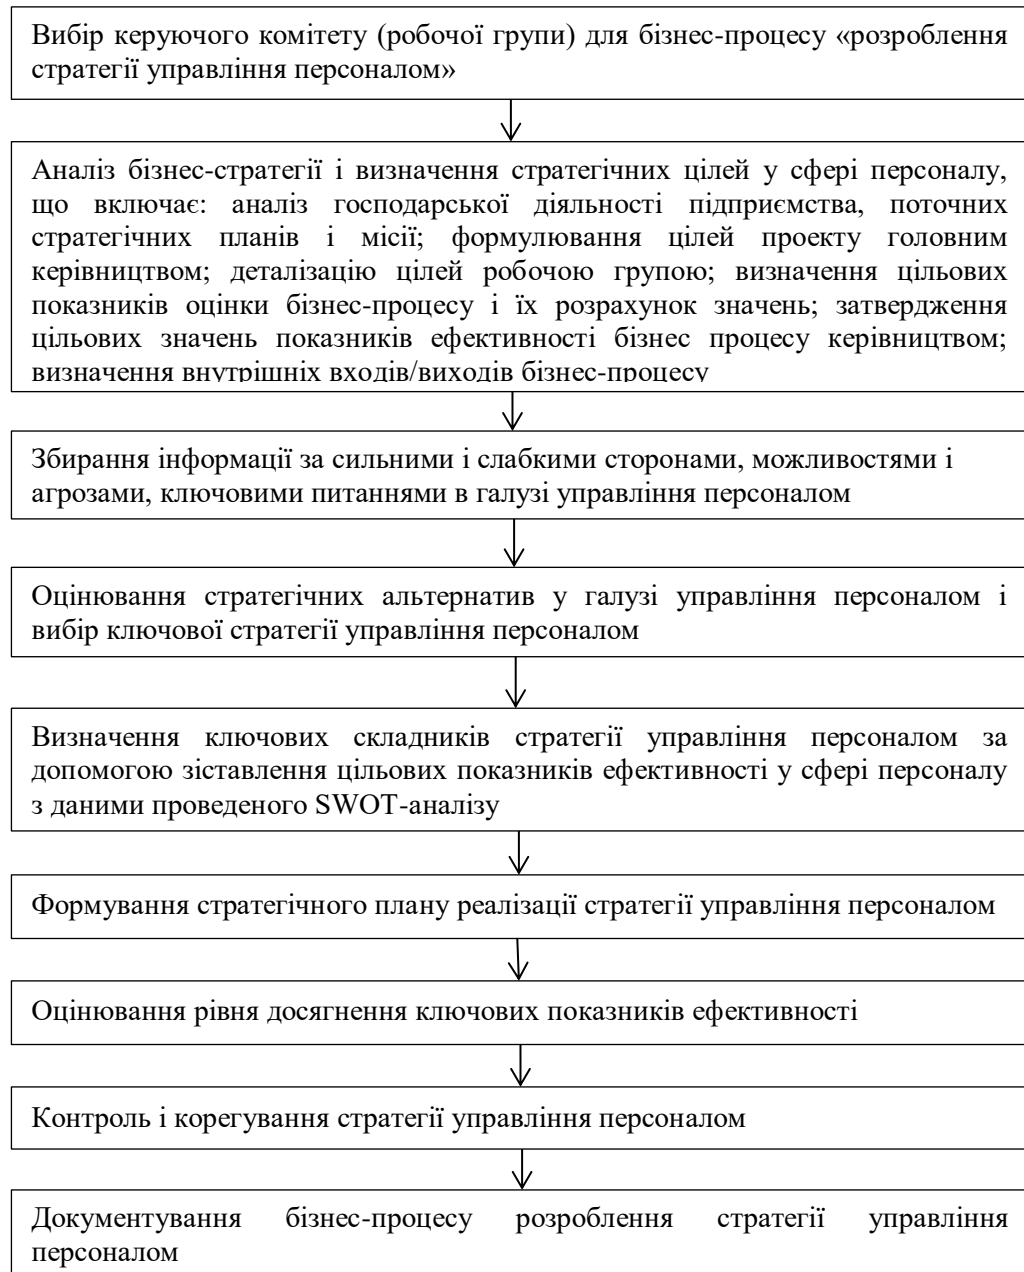 Вибір керуючого комітету (робочої групи) для бізнес-процесу «розроблення
стратегії управління персоналом»
Аналіз бізнес-стратегії і визначення стратегічних цілей у сфері персоналу,
що включає: аналіз господарської діяльності підприємства, поточних
стратегічних планів і місії; формулювання цілей проекту головним
керівництвом; деталізацію цілей робочою групою; визначення цільових
показників оцінки бізнес-процесу і їх розрахунок значень; затвердження
цільових значень показників ефективності бізнес процесу керівництвом;
визначення внутрішніх входів/виходів бізнес-процесу
Збирання інформації за сильними і слабкими сторонами, можливостями і
агрозами, ключовими питаннями в галузі управління персоналом
Оцінювання стратегічних альтернатив у галузі управління персоналом і
вибір ключової стратегії управління персоналом
Визначення ключових складників стратегії управління персоналом за
допомогою зіставлення цільових показників ефективності у сфері персоналу
з даними проведеного SWOT-аналізу
Формування стратегічного плану реалізації стратегії управління персоналом
Оцінювання рівня досягнення ключових показників ефективності
Контроль і корегування стратегії управління персоналом
Документування бізнес-процесу розроблення стратегії управління
персоналом